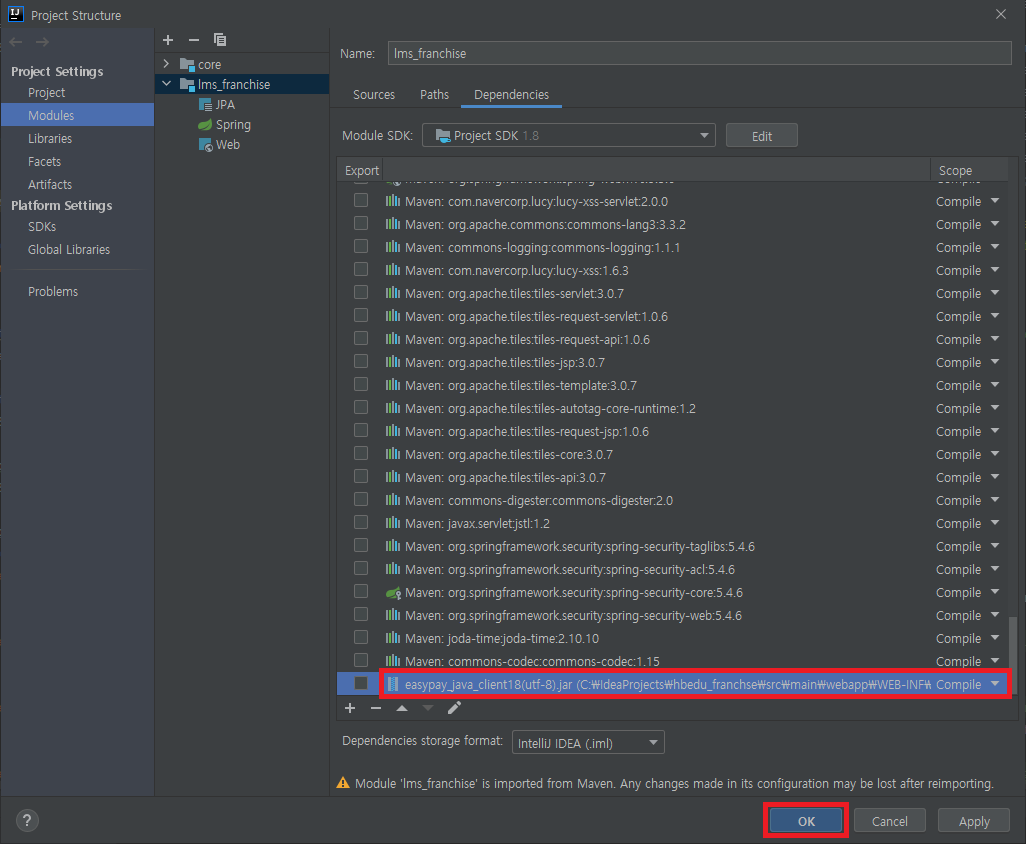 Project Structure
Project Settings
Project
Modules
Libraries
Facets
Artifacts
Platform Settings
SDKs
Global Libraries
Problems
core
lms_franchise
JPA
Spring
Web
Name: lms_franchise
Sources Paths Dependencies
Module SDK: Project SDK 1.8 Edit
Export Scope
Maven: com.navercorp.lucy:lucy-xss-servlet:2.0.0 Compile
Maven: org.apache.commons:commons-lang3:3.3.2 Compile
Maven: commons-logging:commons-logging:1.1.1 Compile
Maven: com.navercorp.lucy:lucy-xss:1.6.3 Compile
Maven: org.apache.tiles:tiles-servlet:3.0.7 Compile
Maven: org.apache.tiles:tiles-request-servlet:1.0.6 Compile
Maven: org.apache.tiles:tiles-request-api:1.0.6 Compile
Maven: org.apache.tiles:tiles-jsp:3.0.7 Compile
Maven: org.apache.tiles:tiles-template:3.0.7 Compile
Maven: org.apache.tiles:tiles-autotag-core-runtime:1.2 Compile
Maven: org.apache.tiles:tiles-request-jsp:1.0.6 Compile
Maven: org.apache.tiles:tiles-core:3.0.7 Compile
Maven: org.apache.tiles:tiles-api:3.0.7 Compile
Maven: commons-digester:commons-digester:2.0 Compile
Maven: javax.servlet:jstl:1.2 Compile
Maven: org.springframework.security:spring-security-taglibs:5.4.6 Compile
Maven: org.springframework.security:spring-security-acl:5.4.6 Compile
Maven: org.springframework.security:spring-security-core:5.4.6 Compile
Maven: org.springframework.security:spring-security-web:5.4.6 Compile
Maven: joda-time:joda-time:2.10.10 Compile
Maven: commons-codec:commons-codec:1.15 Compile
easypay_java_client18(utf-8).jar (C:₩IdeaProjects₩hbedu_franchse₩src₩main₩webapp₩WEB-INF₩ Compile
Dependencies storage format: IntelliJ IDEA (.iml)
Module 'lms_franchise' is imported from Maven. Any changes made in its configuration may be lost after reimporting.
? OK Cancel Apply